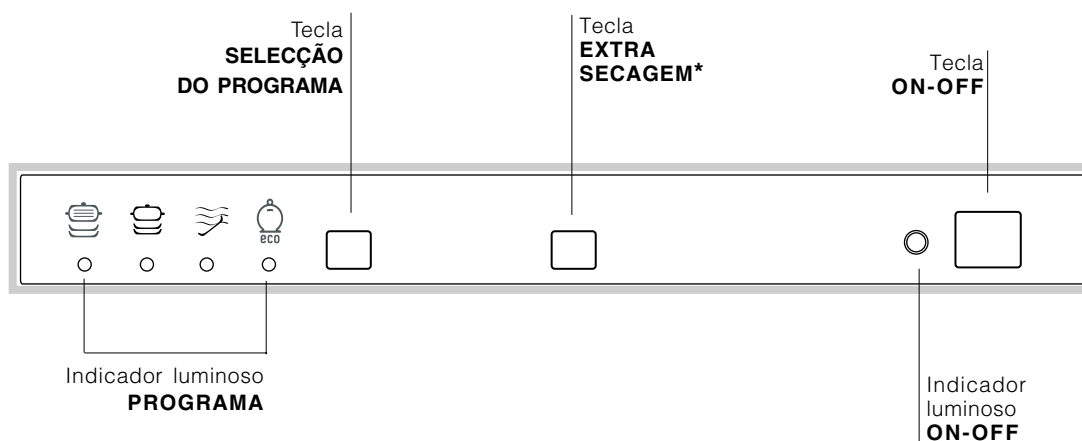 Tecla
SELECÇÃO
DO PROGRAMA
Tecla
EXTRA
SECAGEM*
Tecla
ON-OFF
eco
Indicador luminoso
PROGRAMA
Indicador
luminoso
ON-OFF